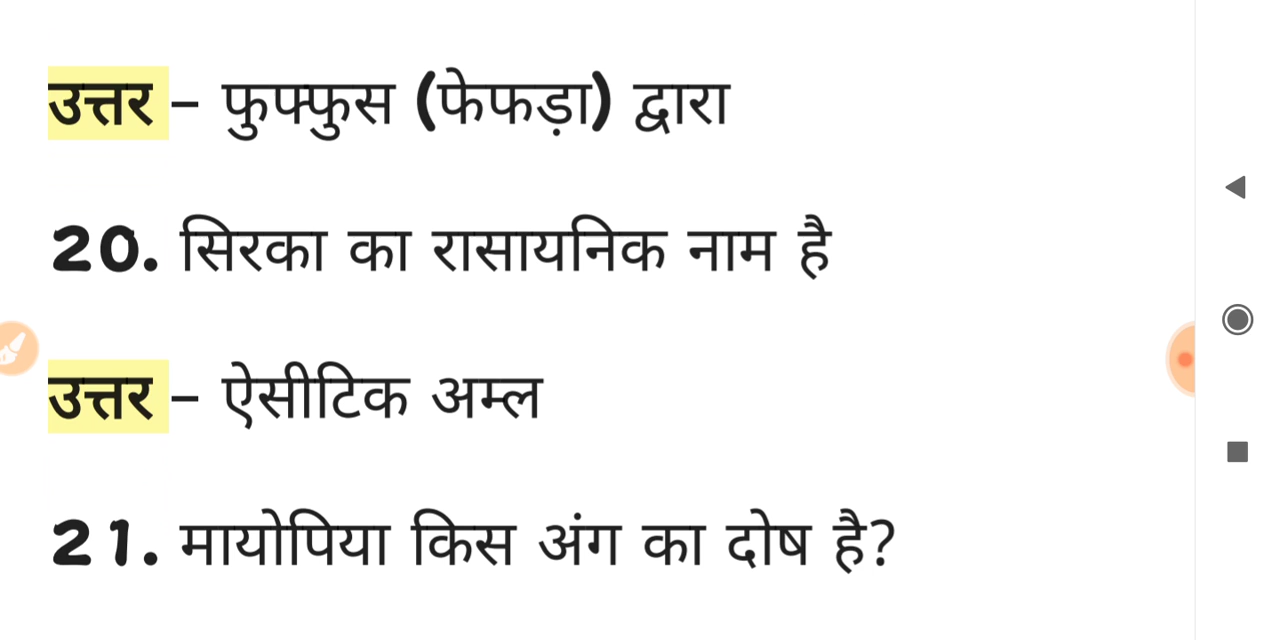 उत्तर – फुफ्फुस (फेफड़ा) द्वारा
20. सिरका का रासायनिक नाम है
उत्तर – ऐसीटिक अम्ल
21. मायोपिया किस अंग का दोष है?